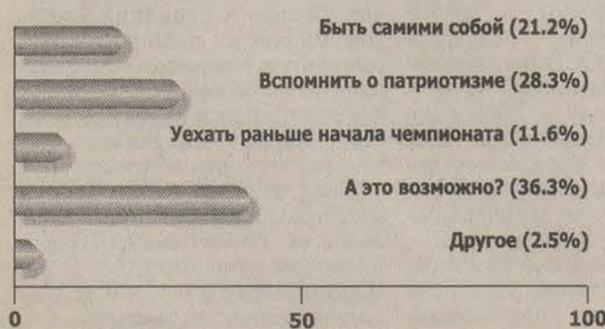 Быть самими собой (21.2%)
Вспомнить о патриотизме (28.3%)
Уехать раньше начала чемпионата (11.6%)
А это возможно? (36.3%)
Другое (2.5%)
0 50 100